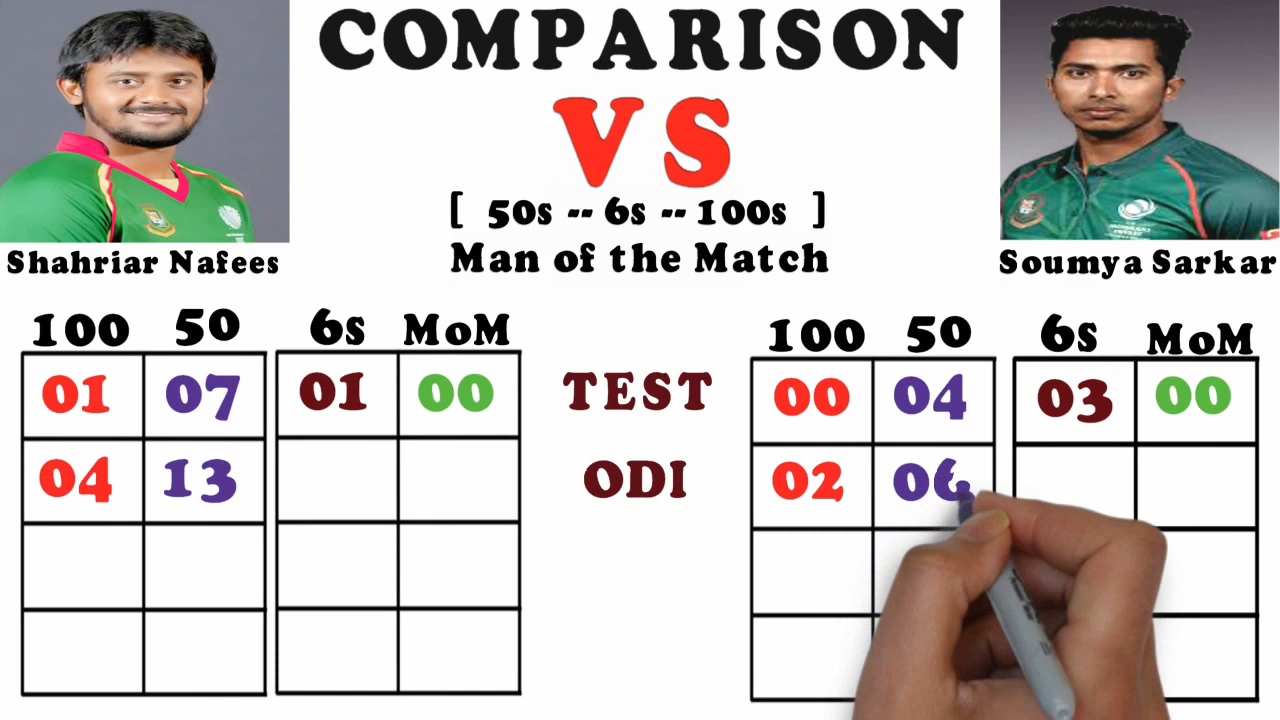 COMPARISON
VS
[ 50s -- 6s -- 100s ]
Man of the Match
Shahriar Nafees
Soumya Sarkar
100 50 6s MoM
100 50 6s MoM
01 07 01 00 TEST 00 04 03 00
04 13 ODI 02 06